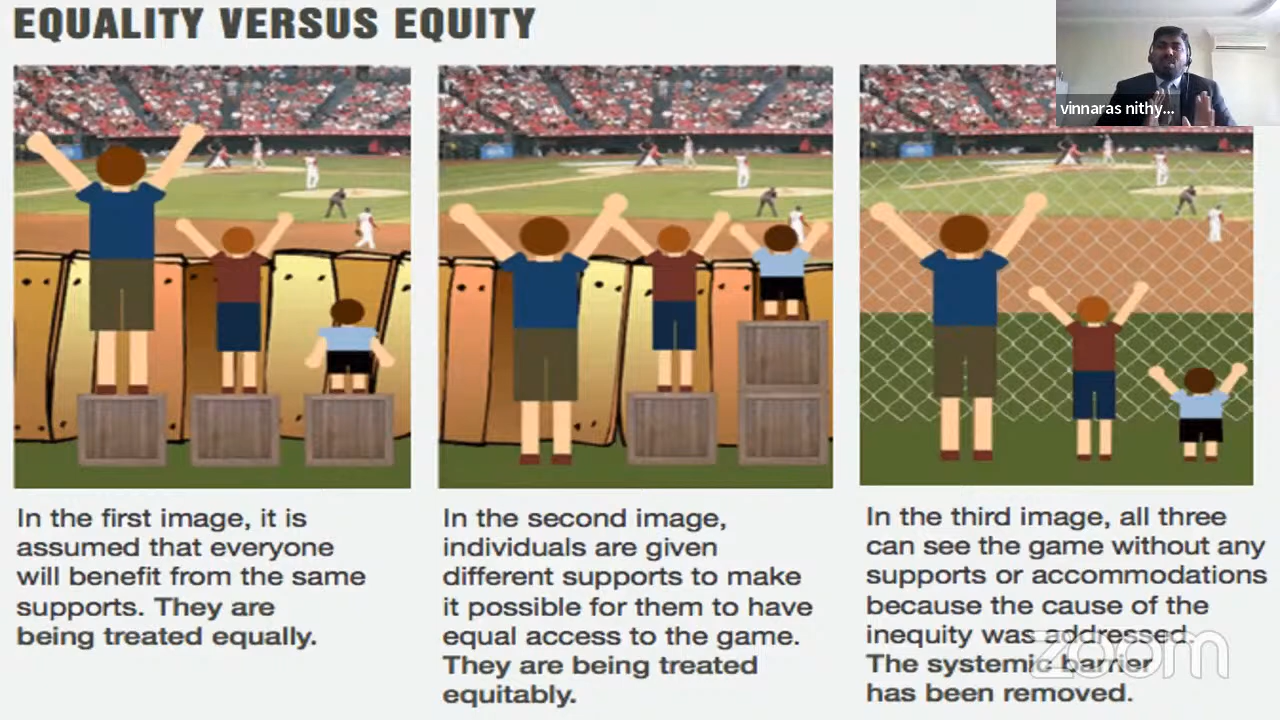 EQUALITY VERSUS EQUITY
vinnaras nithy...
In the first image, it is
assumed that everyone
will benefit from the same
supports. They are
being treated equally.
In the second image,
individuals are given
different supports to make
it possible for them to have
equal access to the game.
They are being treated
equitably.
In the third image, all three
can see the game without any
supports or accommodations
because the cause of the
inequity was addressed.
The systemic barrier
has been removed.
zoom